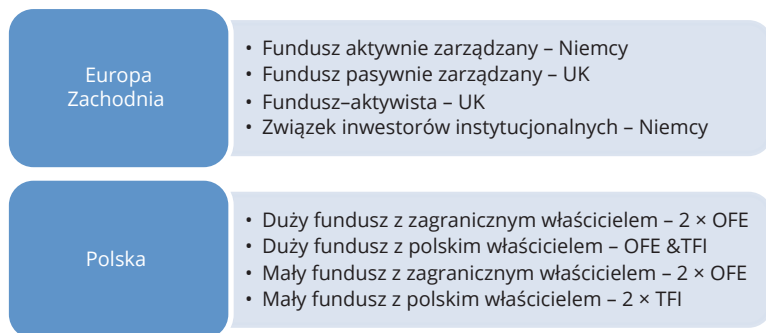 Europa
Zachodnia
• Fundusz aktywnie zarządzany – Niemcy
• Fundusz pasywnie zarządzany – UK
• Fundusz–aktywista – UK
• Związek inwestorów instytucjonalnych – Niemcy
Polska
• Duży fundusz z zagranicznym właścicielem – 2 × OFE
• Duży fundusz z polskim właścicielem – OFE &TFI
• Mały fundusz z zagranicznym właścicielem – 2 × OFE
• Mały fundusz z polskim właścicielem – 2 × TFI